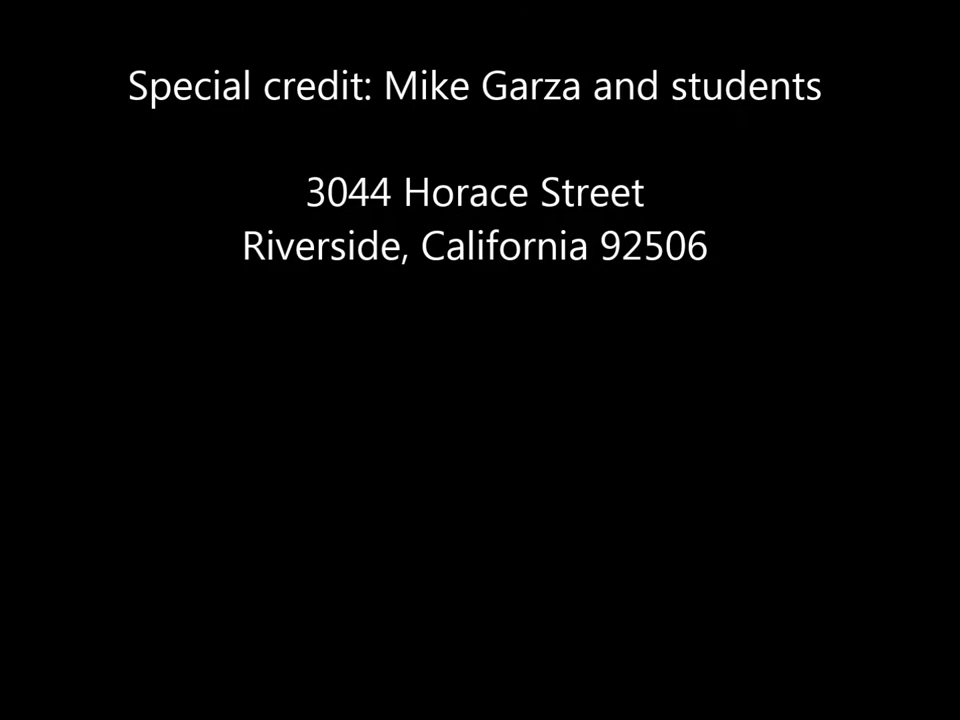 Special credit: Mike Garza and students
3044 Horace Street
Riverside, California 92506